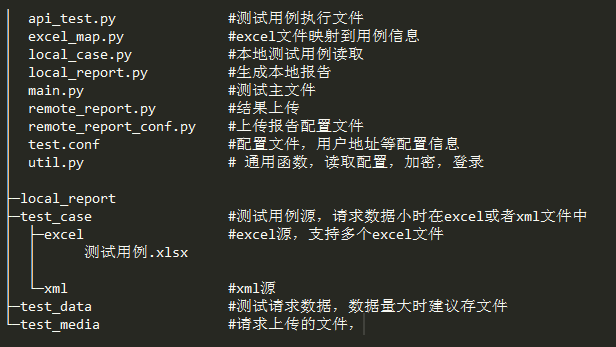 api_test.py #测试用例执行文件
excel_map.py #excel文件映射到用例信息
local_case.py #本地测试用例读取
local_report.py #生成本地报告
main.py #测试主文件
remote_report.py #结果上传
remote_report_conf.py #上传报告配置文件
test.conf #配置文件，用户地址等配置信息
util.py # 通用函数，读取配置，加密，登录
local_report
test_case #测试用例源，请求数据小时在excel或者xml文件中
excel #excel源，支持多个excel文件
测试用例.xlsx
xml #xml源
test_data #测试请求数据，数据量大时建议存文件
test_media #请求上传的文件，